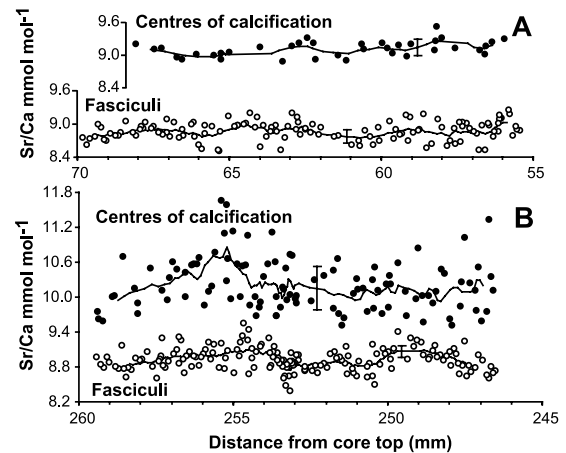 Centres of calcification
A
9.6
9.0
8.4
Sr/Ca mmol mol-1
9.6
9.0
8.4
Fasciculi
70
65
60
55
B
Centres of calcification
Sr/Ca mmol mol-1
11.8
11.2
10.6
10.0
9.4
8.8
8.2
Fasciculi
260
255
250
245
Distance from core top (mm)